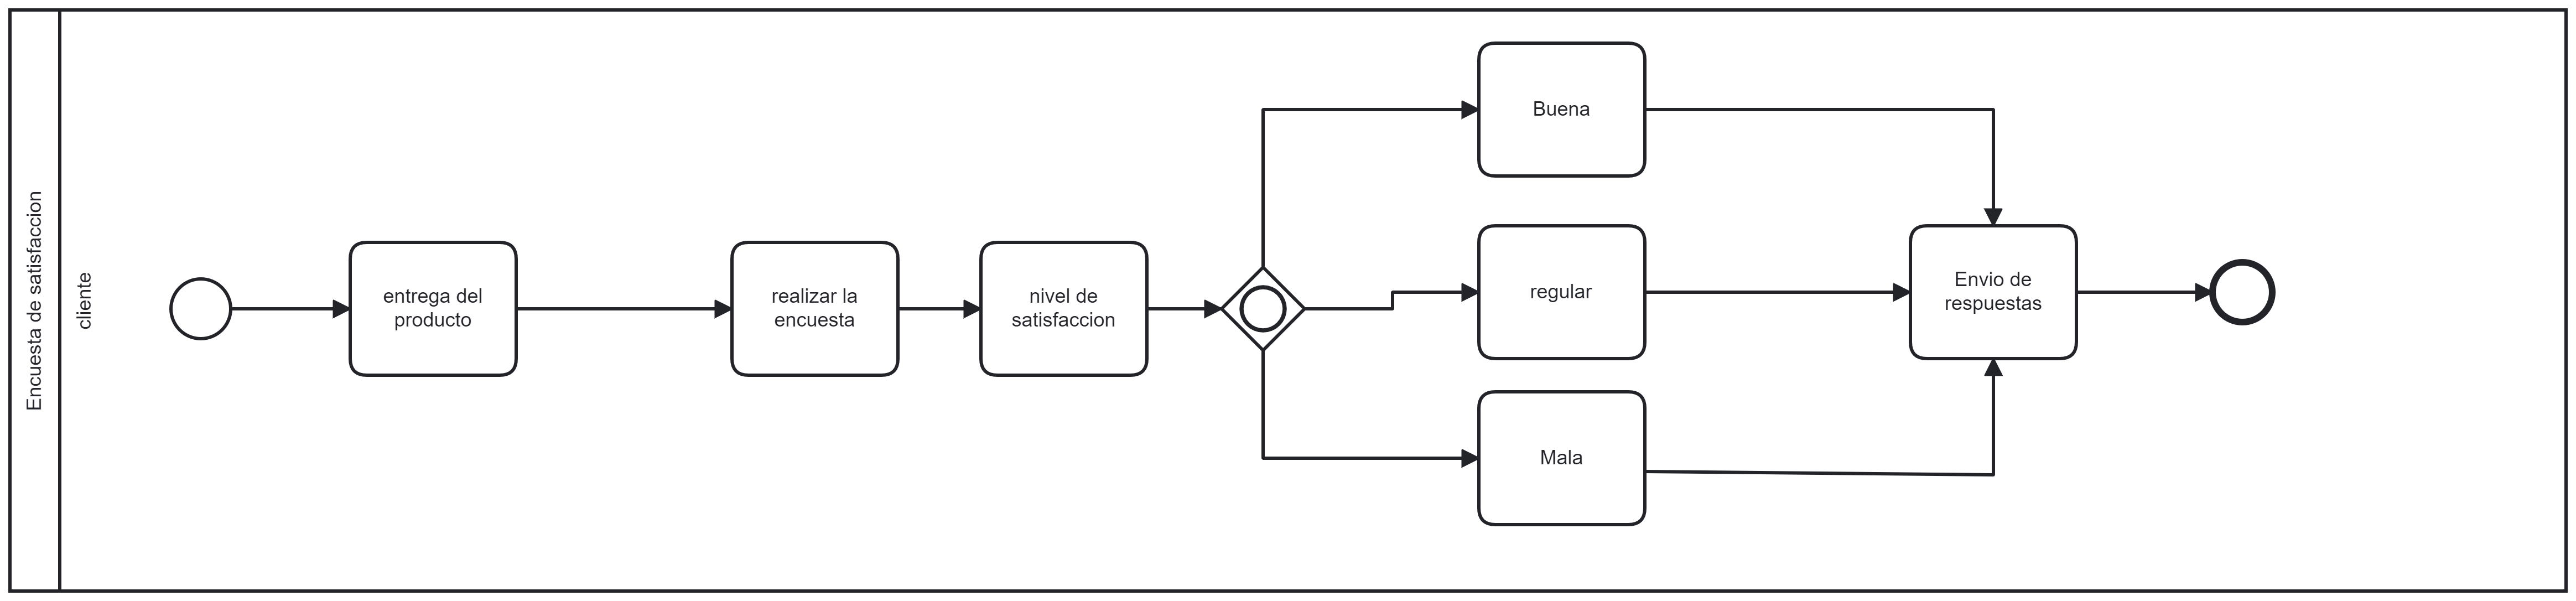 Encuesta de satisfaccion
cliente
entrega del
producto
realizar la
encuesta
nivel de
satisfaccion
Buena
regular
Mala
Envio de
respuestas